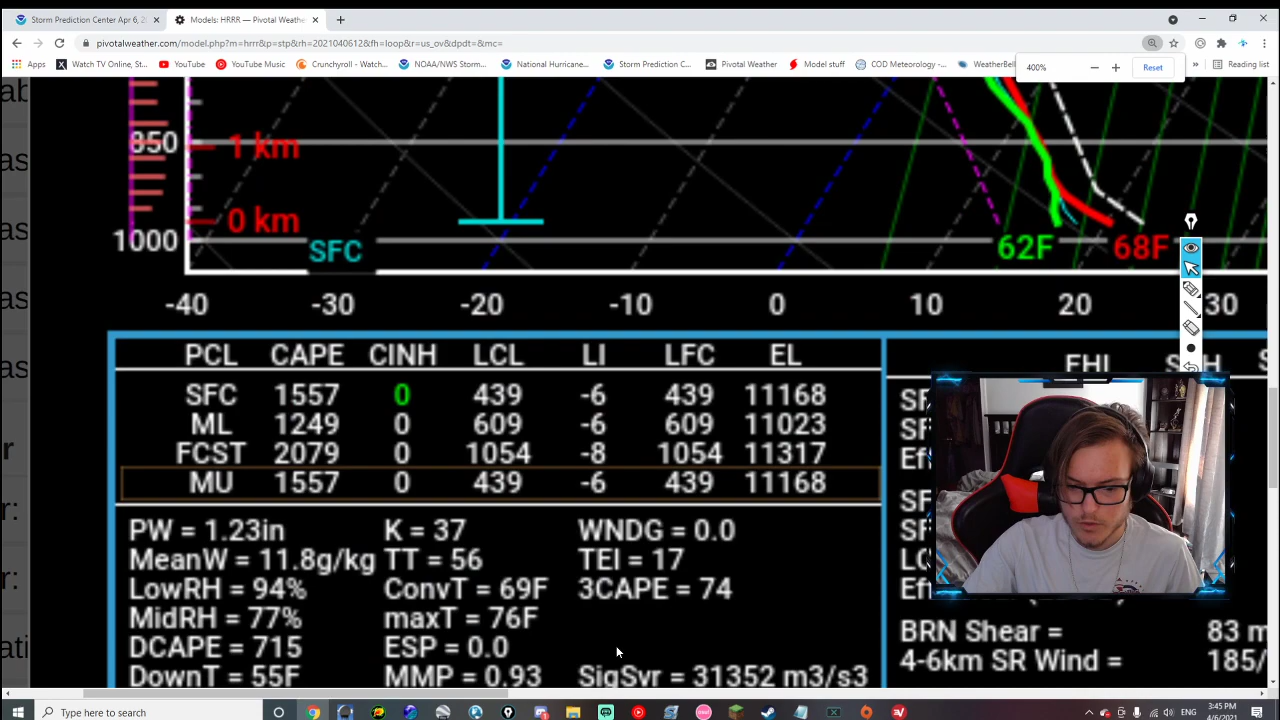 Storm Prediction Center Apr 6, 2
Models: HRRR — Pivotal Weathe
pivotalweather.com/model.php?m=hrrr&p=stp&rh=2021040612&fh=loop&r=us_ov&dpdt=&mc=
Apps
Watch TV Online, St...
YouTube
YouTube Music
Crunchyroll - Watc...
NOAA/NWS Storm...
National Hurricane...
Storm Prediction C...
Pivotal Weather
Model stuff
COD Meteorology -...
WeatherBell
Reading list
400%
Reset
850
1 km
0 km
1000
SFC
62F
68F
-40 -30 -20 -10 0 10 20 30
PCL CAPE CINH LCL LI LFC EL
SFC 1557 0 439 -6 439 11168
ML 1249 0 609 -6 609 11023
FCST 2079 0 1054 -8 1054 11317
MU 1557 0 439 -6 439 11168
PW = 1.23in K = 37 WNDG = 0.0
MeanW = 11.8g/kg TT = 56 TEI = 17
LowRH = 94% ConvT = 69F 3CAPE = 74
MidRH = 77% maxT = 76F
DCAPE = 715 ESP = 0.0
DownT = 55F MMP = 0.93 SigSvr = 31352 m3/s3
EHI
BRN Shear = 83 m
4-6km SR Wind = 185/
Type here to search
ENG
3:45 PM
4/6/2021